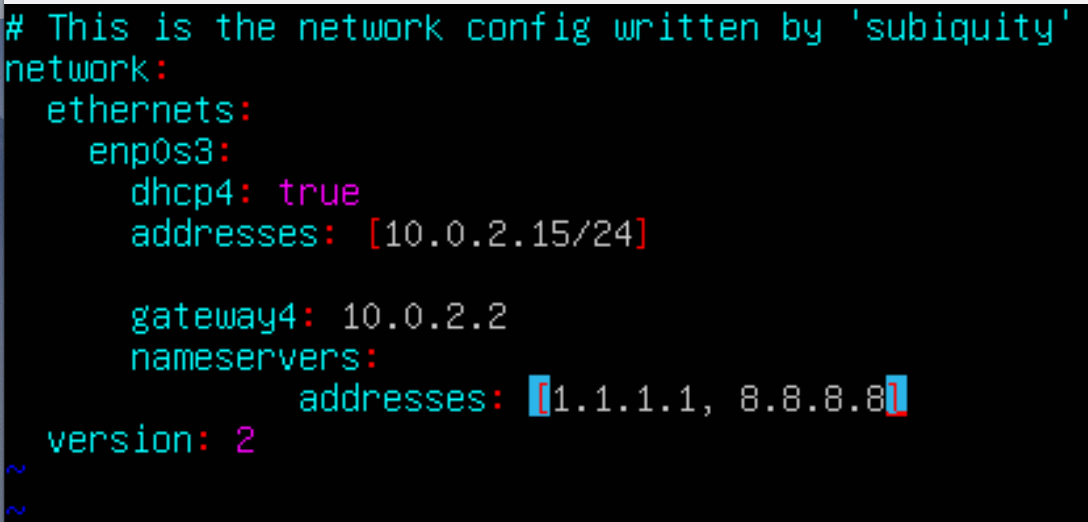 # This is the network config written by 'subiquity'
network:
  ethernets:
    enp0s3:
      dhcp4: true
      addresses: [10.0.2.15/24]
      gateway4: 10.0.2.2
      nameservers:
              addresses: [1.1.1.1, 8.8.8.8]
  version: 2
~
~